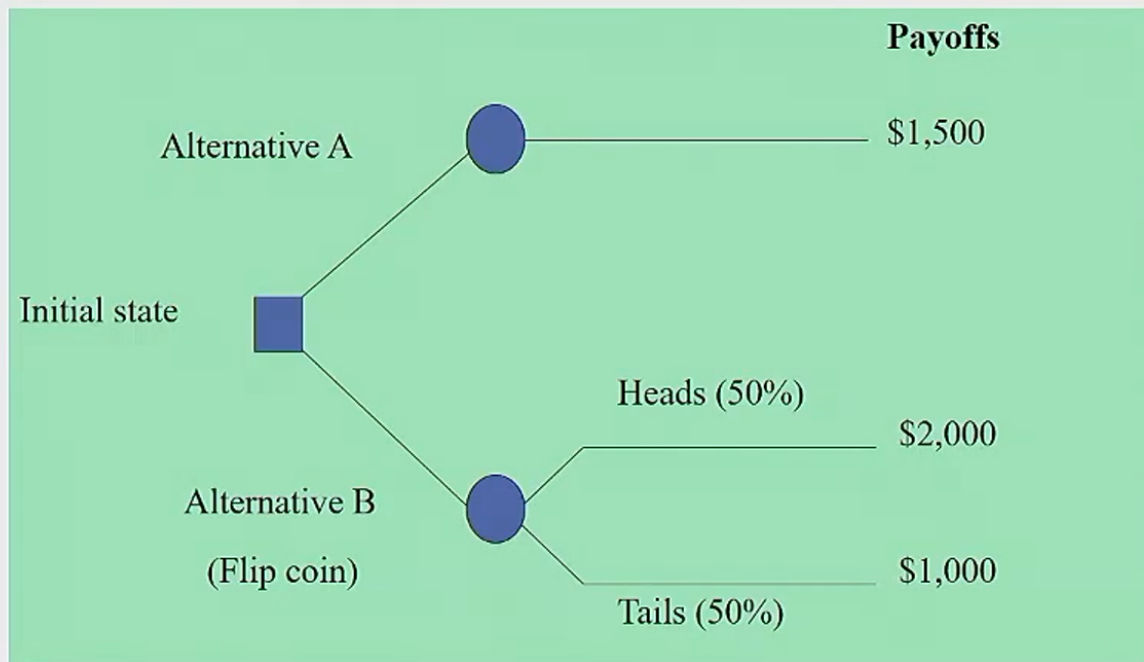 Payoffs
Alternative A
$1,500
Initial state
Heads (50%)
$2,000
Alternative B
(Flip coin)
$1,000
Tails (50%)